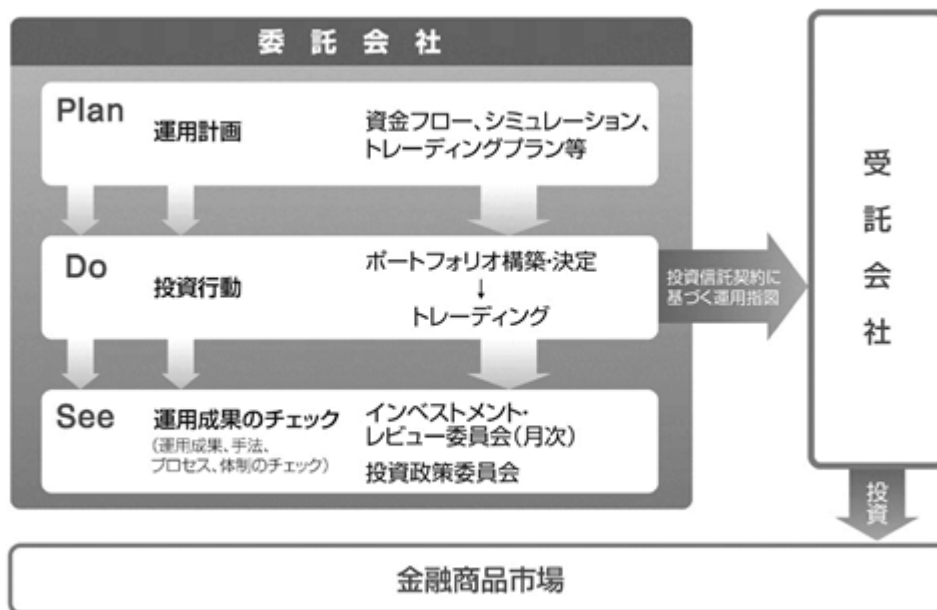 委託会社
Plan
運用計画
資金フロー、シミュレーション、
トレーディングプラン等
Do
投資行動
ポートフォリオ構築・決定
↓
トレーディング
投資信託契約に
基づく運用指図
See
運用成果のチェック
(運用成果、手法、
プロセス、体制のチェック)
インベストメント・
レビュー委員会(月次)
投資政策委員会
受託会社
投資
金融商品市場